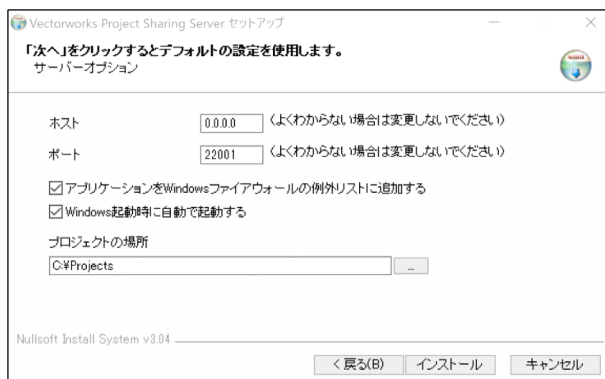 Vectorworks Project Sharing Server セットアップ
「次へ」をクリックするとデフォルトの設定を使用します。
サーバーオプション
ホスト 0.0.0.0 (よくわからない場合は変更しないでください)
ポート 22001 (よくわからない場合は変更しないでください)
アプリケーションをWindowsファイアウォールの例外リストに追加する
Windows起動時に自動で起動する
プロジェクトの場所
C:¥Projects ...
Nullsoft Install System v3.04
< 戻る(B) インストール キャンセル